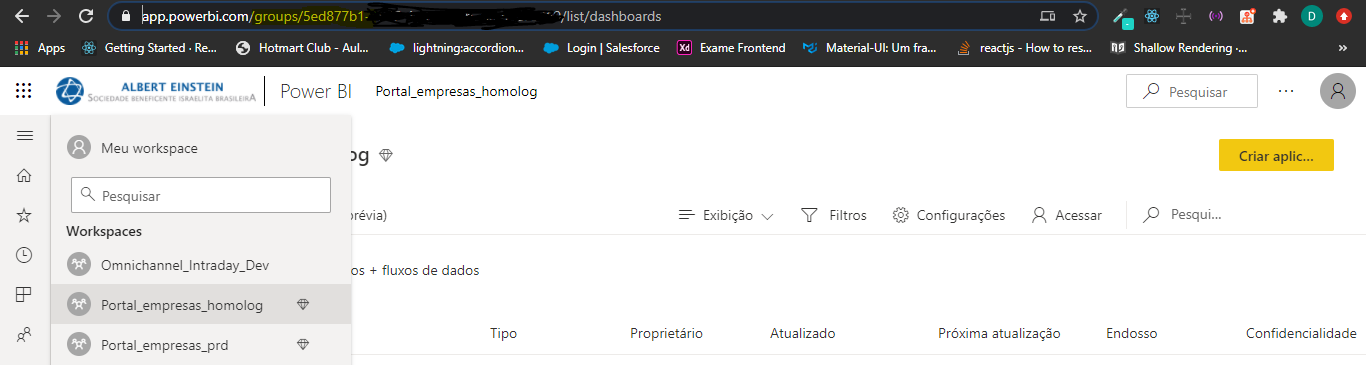 app.powerbi.com/groups/5ed877b1- /list/dashboards
Apps Getting Started · Re... Hotmart Club - Aul... lightning:accordion... Login | Salesforce Exame Frontend Material-UI: Um fra... reactjs - How to res... Shallow Rendering ·... »
ALBERT EINSTEIN
SOCIEDADE BENEFICENTE ISRAELITA BRASILEIRA
Power BI Portal_empresas_homolog Pesquisar ...
Meu workspace
og
Criar aplic...
Pesquisar
révia) Exibição Filtros Configurações Acessar Pesqui...
Workspaces
Omnichannel_Intraday_Dev
os + fluxos de dados
Portal_empresas_homolog
Tipo Proprietário Atualizado Próxima atualização Endosso Confidencialidade
Portal_empresas_prd